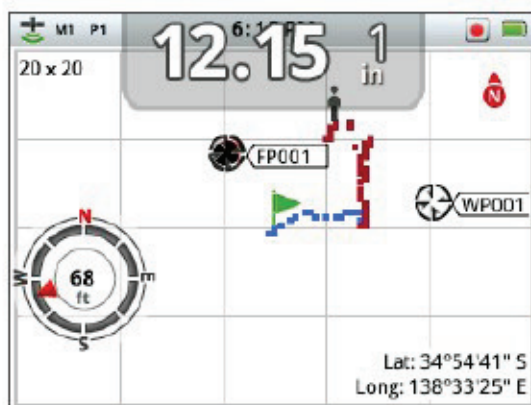 M1 P1
12.15 1 in
20 x 20
N
FP001
WP001
N
W 68 E
ft
S
Lat: 34°54'41" S
Long: 138°33'25" E